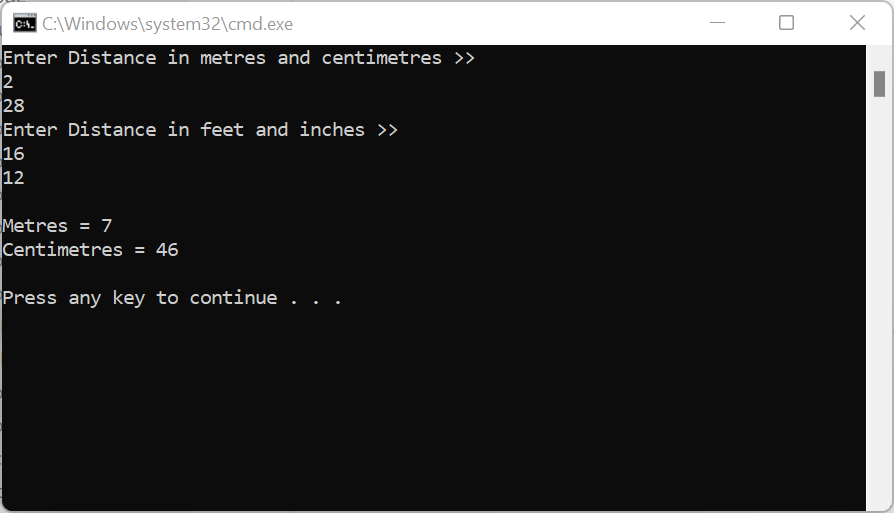 C:\Windows\system32\cmd.exe
Enter Distance in metres and centimetres >>
2
28
Enter Distance in feet and inches >>
16
12
Metres = 7
Centimetres = 46
Press any key to continue . . .